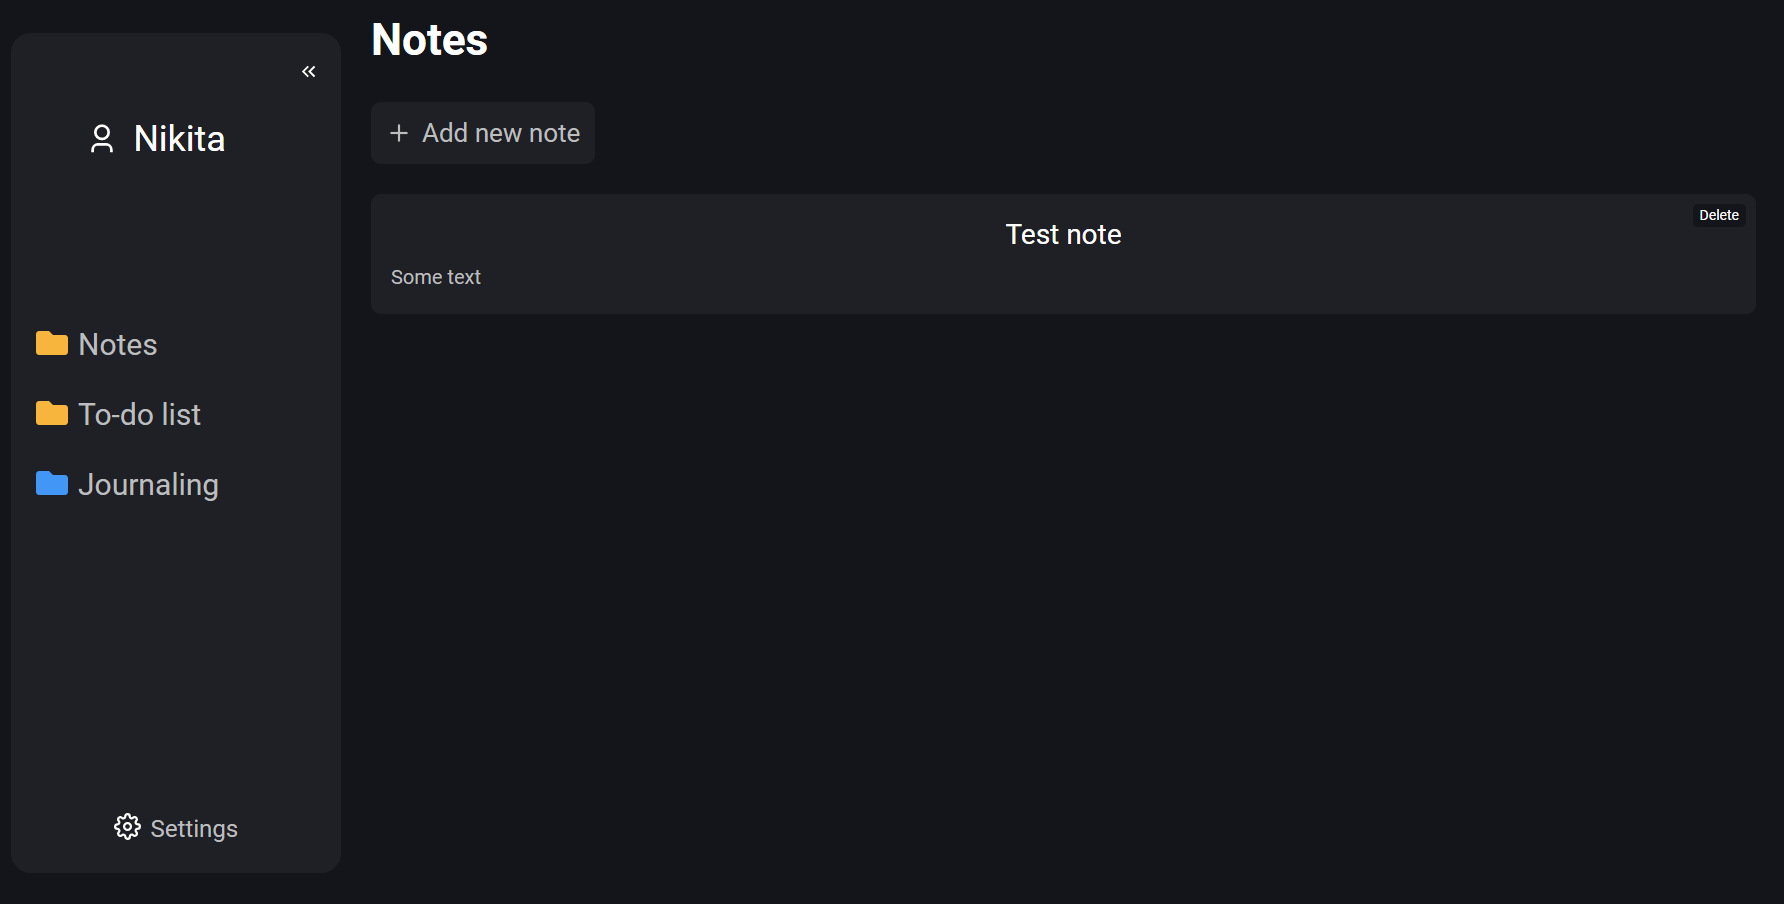 Nikita
Notes
To-do list
Journaling
Settings
Notes
Add new note
Test note
Delete
Some text